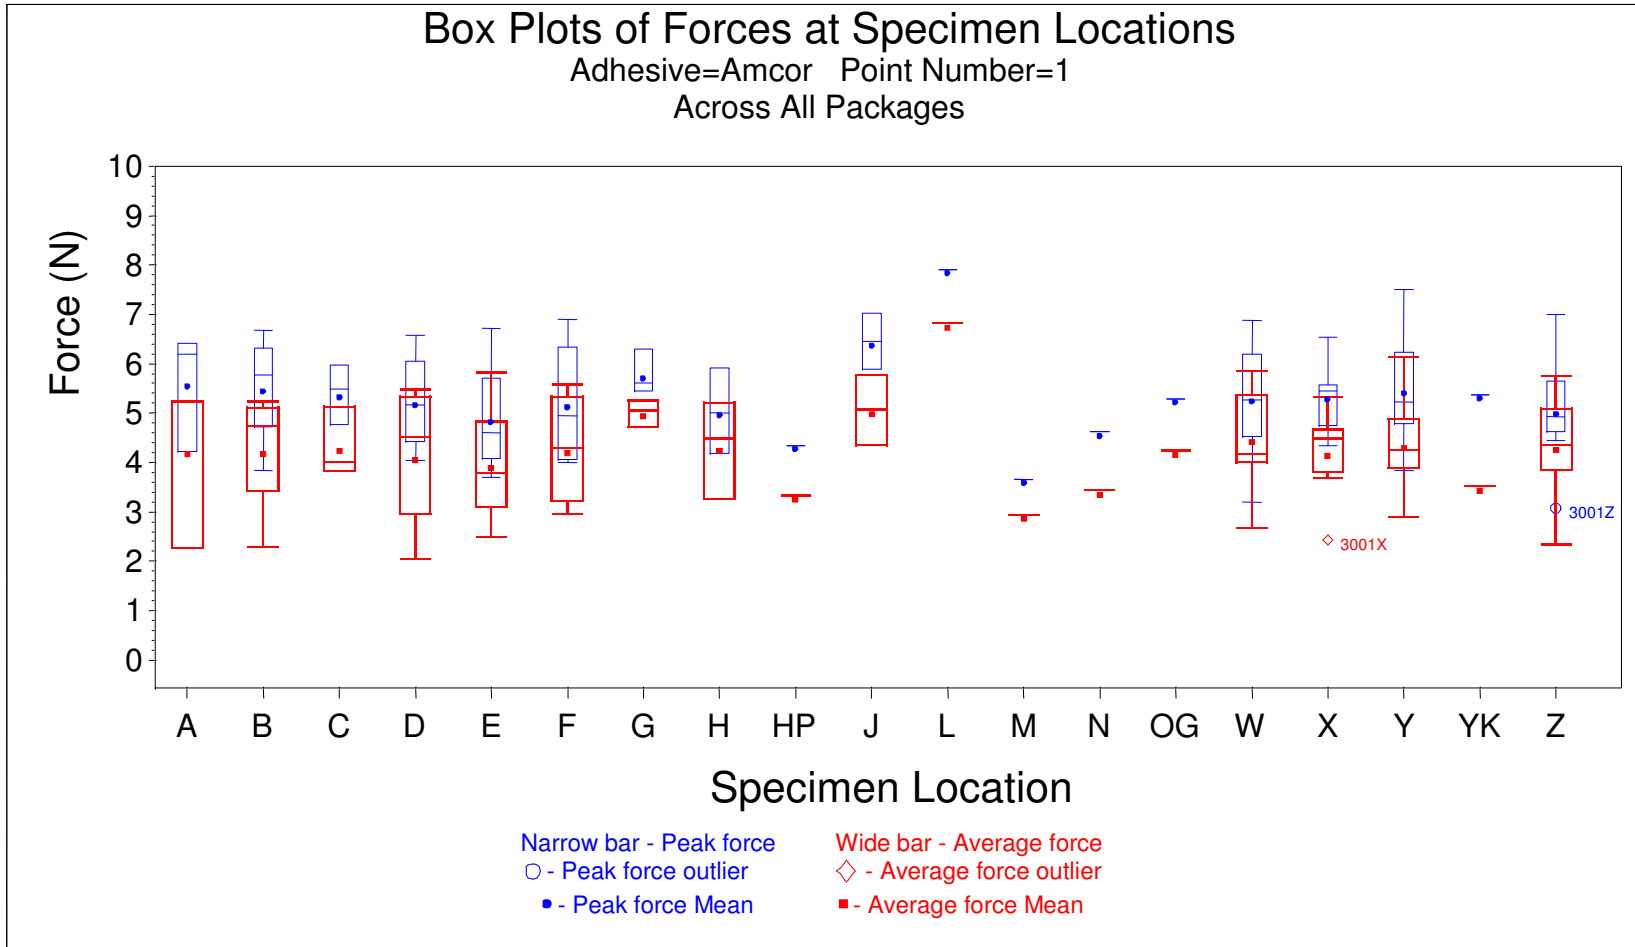 Box Plots of Forces at Specimen Locations
Adhesive=Amcor Point Number=1
Across All Packages
Force (N)
10
9
8
7
6
5
4
3
2
1
0
3001X
3001Z
A B C D E F G H HP J L M N OG W X Y YK Z
Specimen Location
Narrow bar - Peak force Wide bar - Average force
- Peak force outlier - Average force outlier
- Peak force Mean - Average force Mean